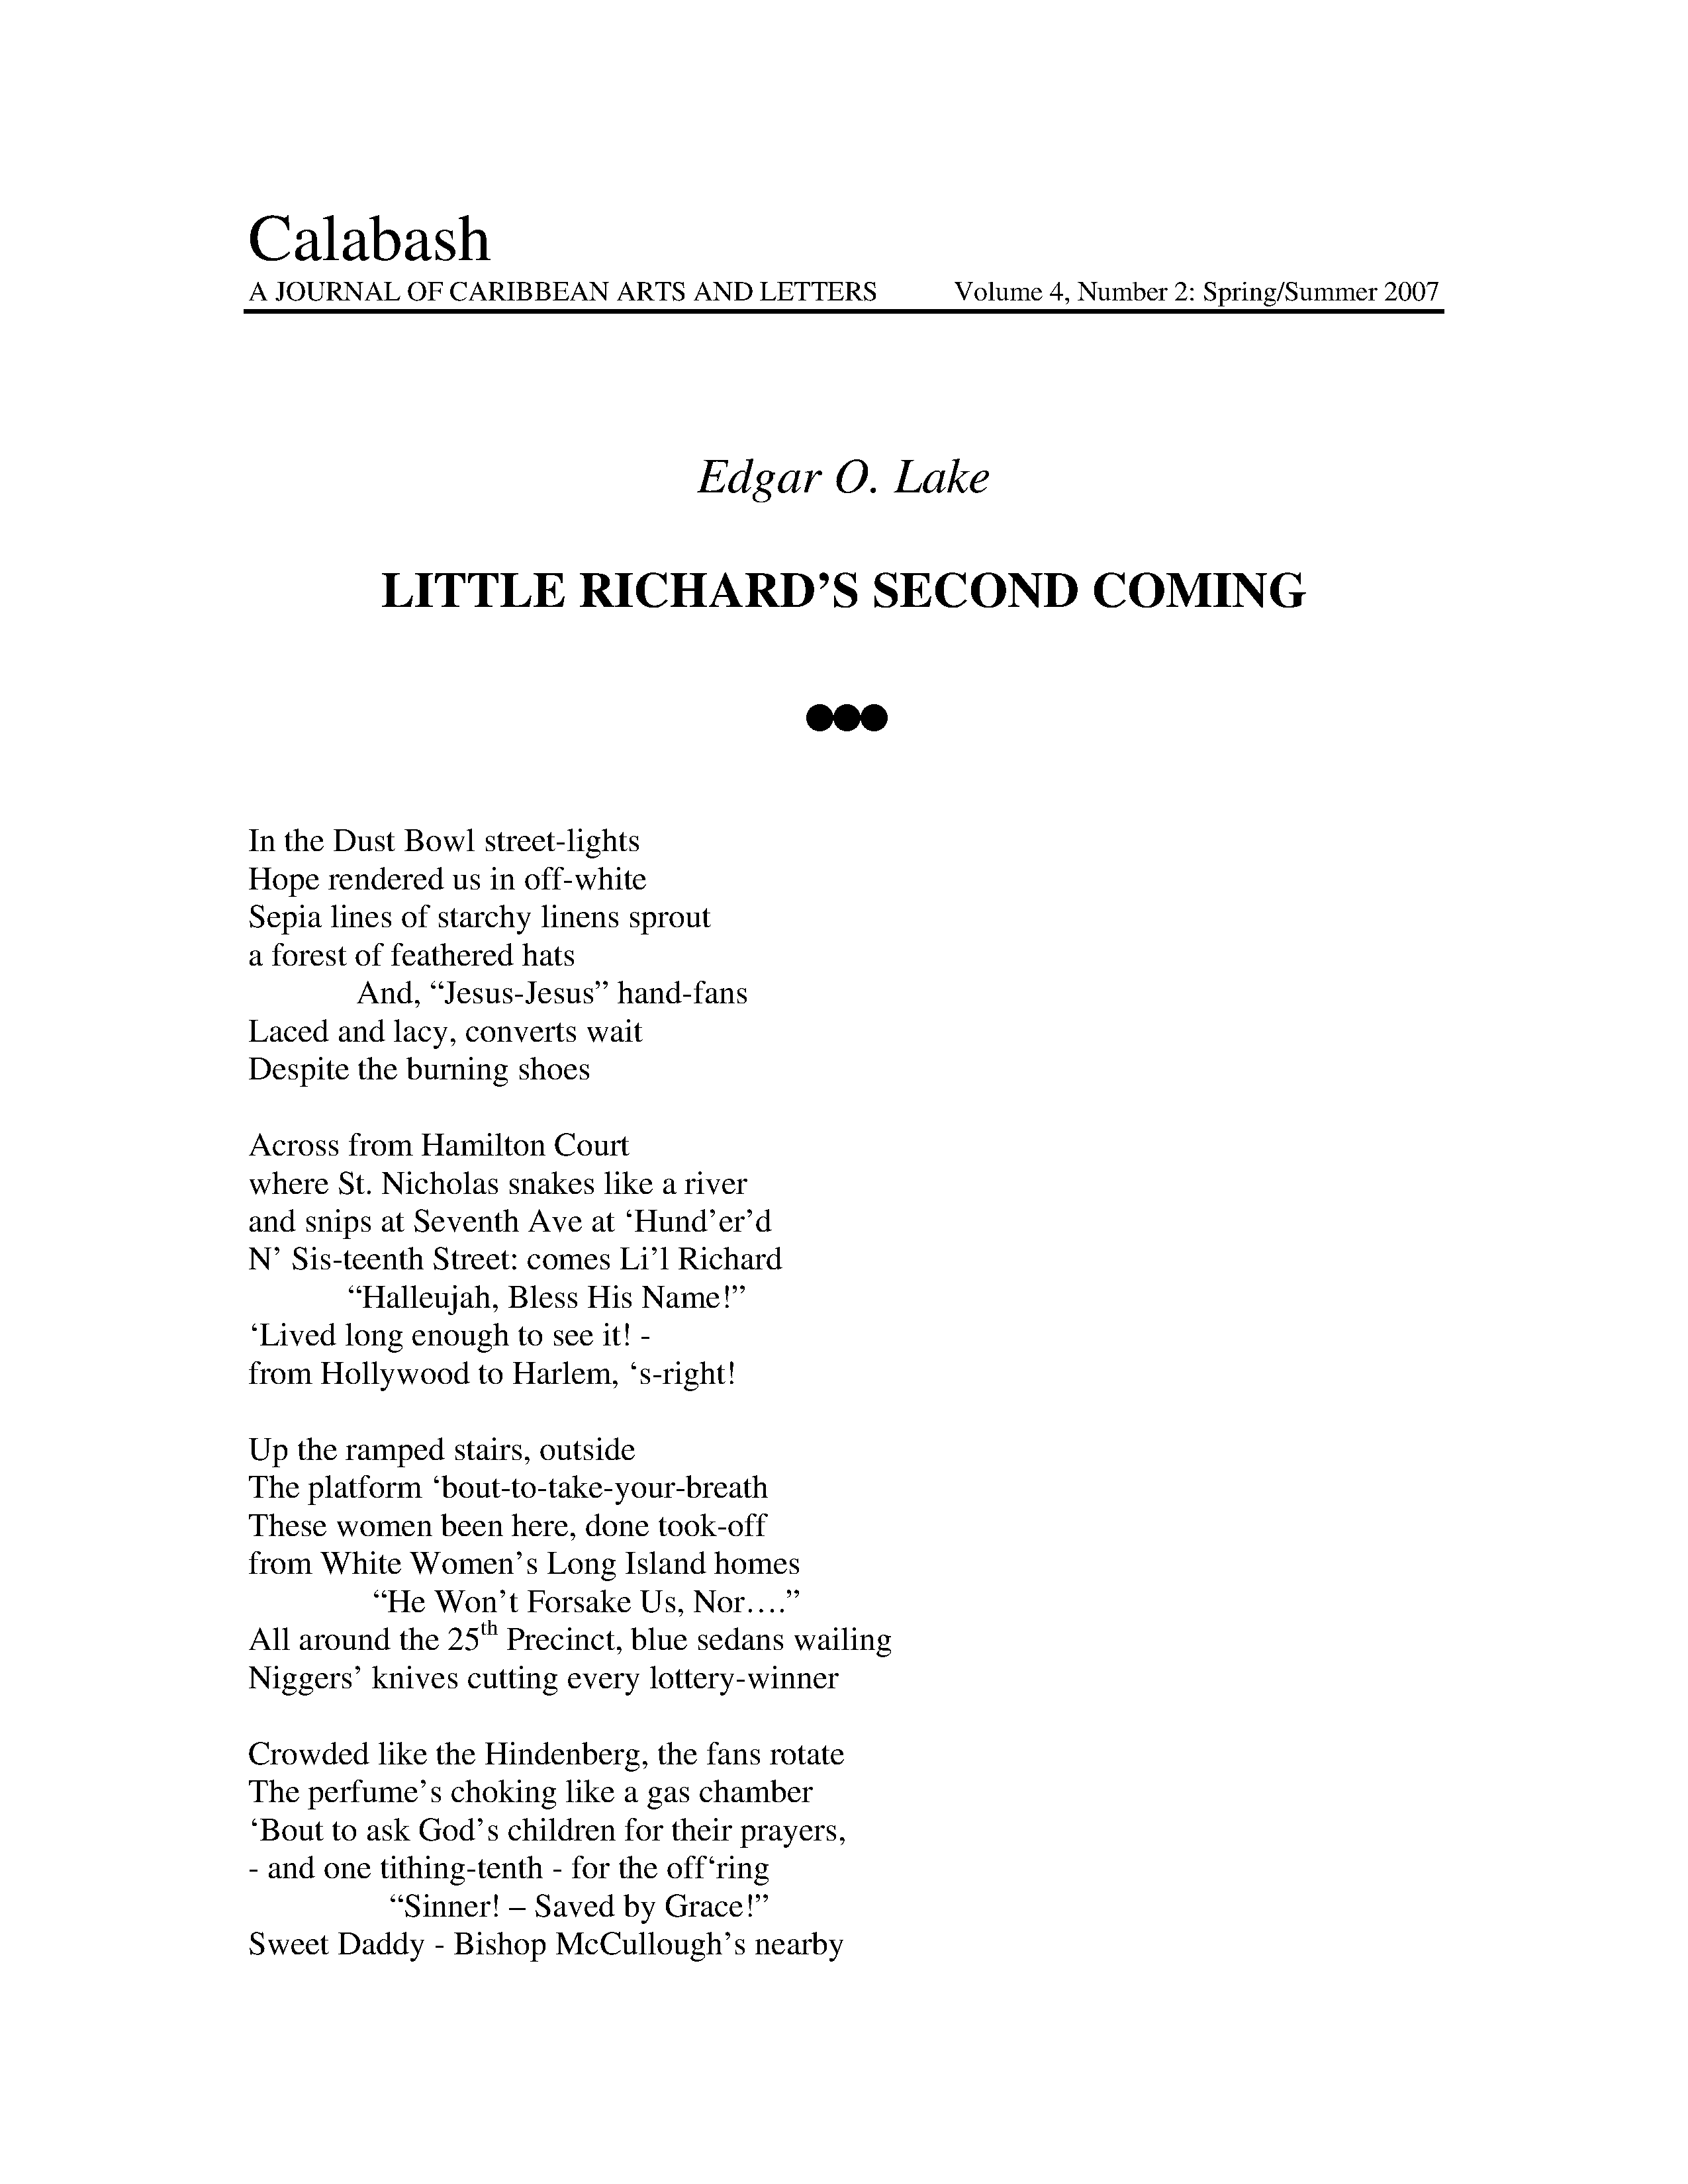 Calabash
A JOURNAL OF CARIBBEAN ARTS AND LETTERS Volume 4, Number 2: Spring/Summer 2007
Edgar O. Lake
LITTLE RICHARD’S SECOND COMING
●●●
In the Dust Bowl street-lights
Hope rendered us in off-white
Sepia lines of starchy linens sprout
a forest of feathered hats
And, “Jesus-Jesus” hand-fans
Laced and lacy, converts wait
Despite the burning shoes
Across from Hamilton Court
where St. Nicholas snakes like a river
and snips at Seventh Ave at ‘Hund’er’d
N’ Sis-teenth Street: comes Li’l Richard
“Halleujah, Bless His Name!”
‘Lived long enough to see it! -
from Hollywood to Harlem, ‘s-right!
Up the ramped stairs, outside
The platform ‘bout-to-take-your-breath
These women been here, done took-off
from White Women’s Long Island homes
“He Won’t Forsake Us, Nor….”
All around the 25th Precinct, blue sedans wailing
Niggers’ knives cutting every lottery-winner
Crowded like the Hindenberg, the fans rotate
The perfume’s choking like a gas chamber
‘Bout to ask God’s children for their prayers,
- and one tithing-tenth - for the off‘ring
“Sinner! – Saved by Grace!”
Sweet Daddy - Bishop McCullough’s nearby